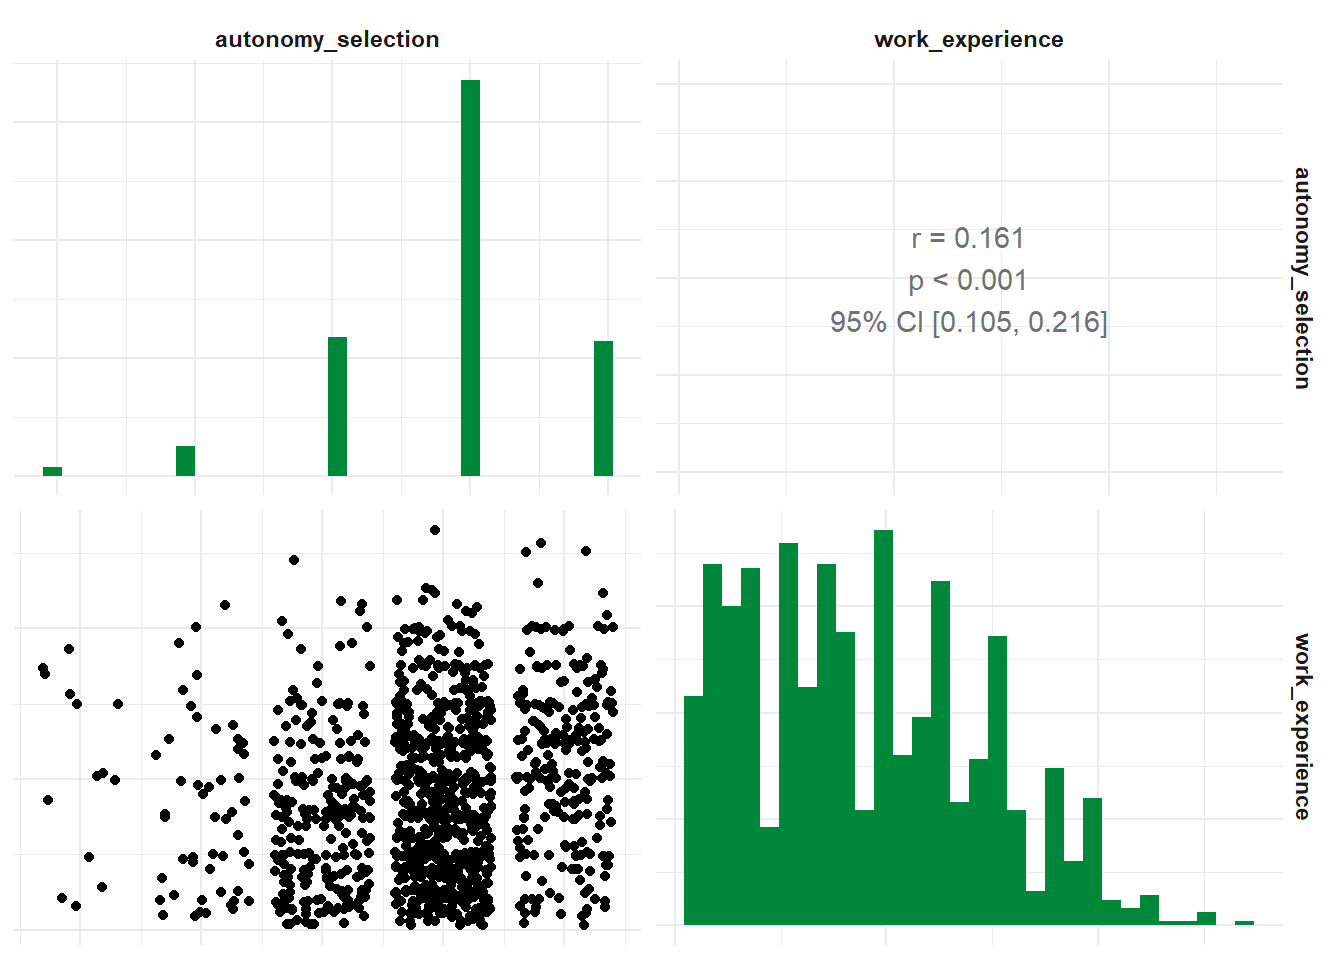 autonomy_selection
work_experience
r = 0.161
p < 0.001
95% CI [0.105, 0.216]
autonomy_selection
work_experience